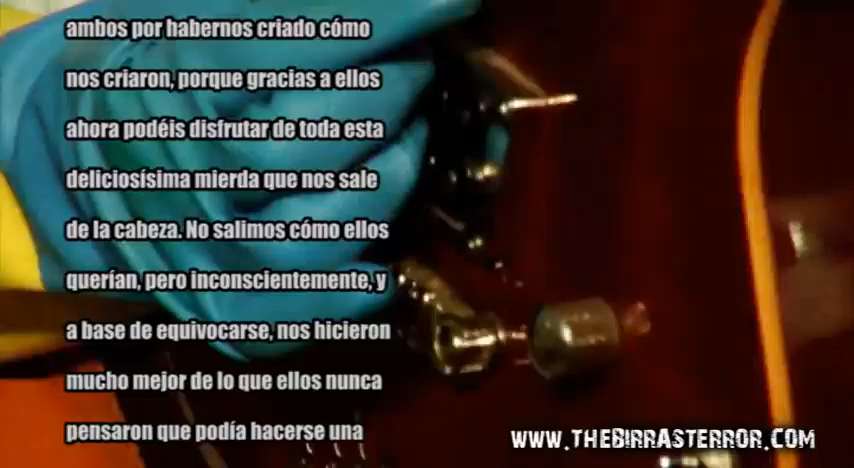 ambos por habernos criado cómo
nos criaron, porque gracias a ellos
ahora podéis disfrutar de toda esta
deliciosísima mierda que nos sale
de la cabeza. No salimos cómo ellos
querían, pero inconscientemente, y
a base de equivocarse, nos hicieron
mucho mejor de lo que ellos nunca
pensaron que podía hacerse una
WWW.THEBIRRASTERROR.COM